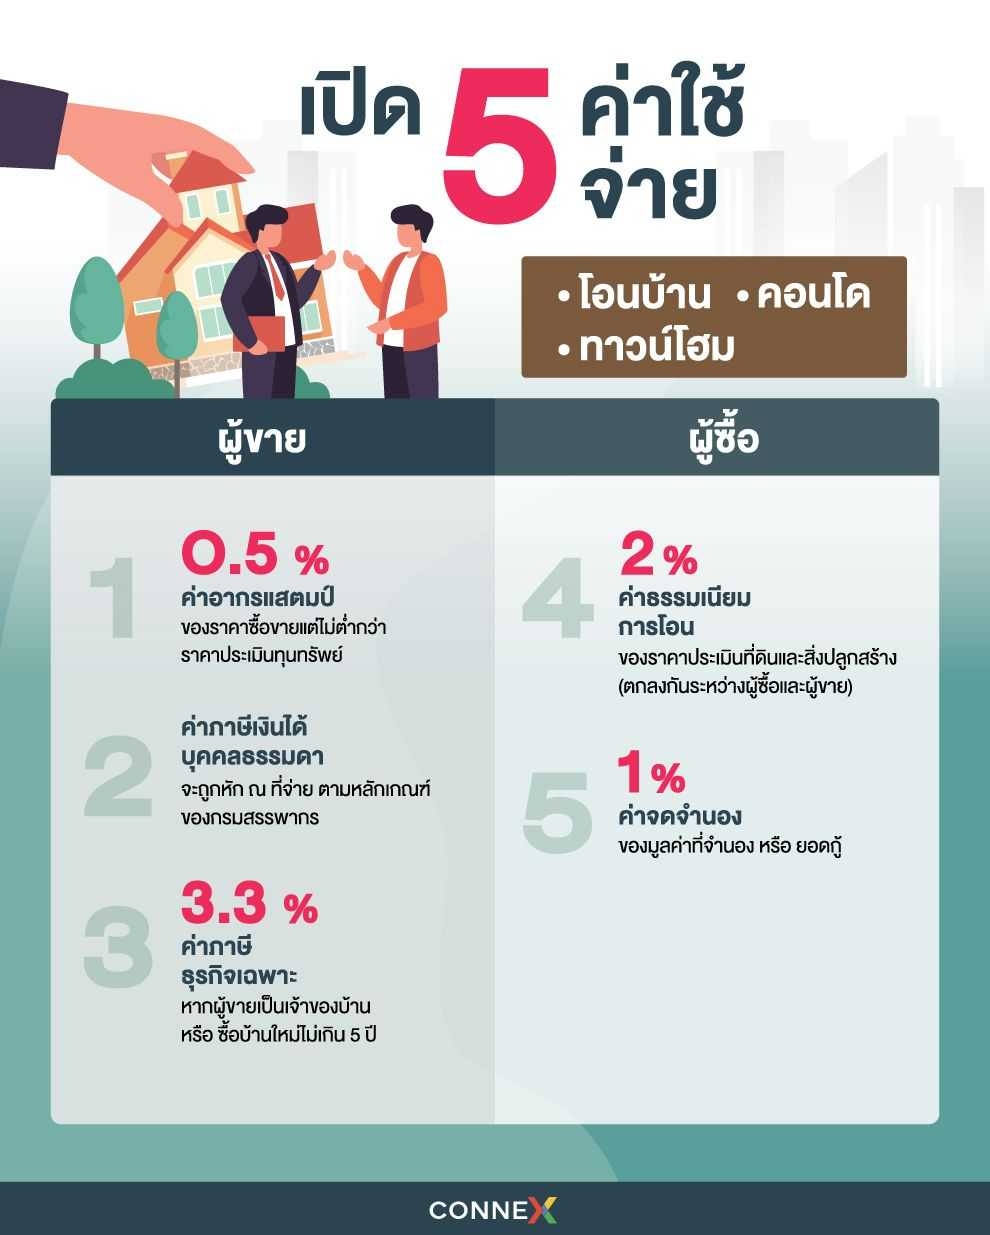 เปิด 5 ค่าใช้
จ่าย
• โอนบ้าน • คอนโด
• ทาวน์โฮม
ผู้ขาย
1
0.5 %
ค่าอากรแสตมป์
ของราคาซื้อขายแต่ไม่ต่ำกว่า
ราคาประเมินทุนทรัพย์
2
ค่าภาษีเงินได้
บุคคลธรรมดา
จะถูกหัก ณ ที่จ่าย ตามหลักเกณฑ์
ของกรมสรรพากร
3
3.3 %
ค่าภาษี
ธุรกิจเฉพาะ
หากผู้ขายเป็นเจ้าของบ้าน
หรือ ซื้อบ้านใหม่ไม่เกิน 5 ปี
ผู้ซื้อ
4
2 %
ค่าธรรมเนียม
การโอน
ของราคาประเมินที่ดินและสิ่งปลูกสร้าง
(ตกลงกันระหว่างผู้ซื้อและผู้ขาย)
5
1 %
ค่าจดจำนอง
ของมูลค่าที่จำนอง หรือ ยอดกู้
CONNEX